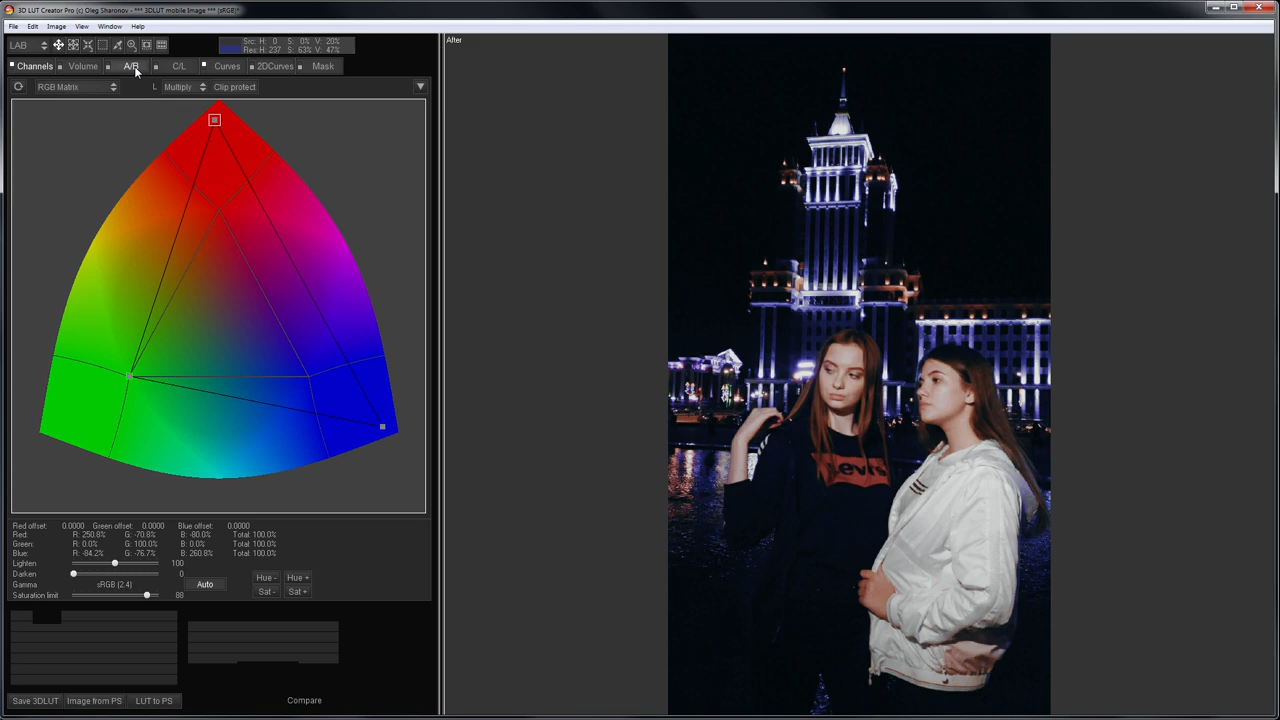 3D LUT Creator Pro (c) Oleg Sharonov - *** 3DLUT mobile Image *** (sRGB)*
File Edit Image View Window Help
LAB
Src: H: 0 S: 0% V: 20%
Res: H: 237 S: 63% V: 47%
Channels Volume A/B C/L Curves 2DCurves Mask
RGB Matrix L Multiply Clip protect
After
Levi's
Red offset: 0.0000 Green offset: 0.0000 Blue offset: 0.0000
Red: R: 250.8% G: -70.8% B: -80.0% Total: 100.0%
Green: R: 0.0% G: 100.0% B: 0.0% Total: 100.0%
Blue: R: -84.2% G: -76.7% B: 260.8% Total: 100.0%
Lighten 100
Darken 0
Gamma sRGB (2.4) Auto
Hue - Hue +
Sat - Sat +
Saturation limit 88
Save 3DLUT Image from PS LUT to PS Compare